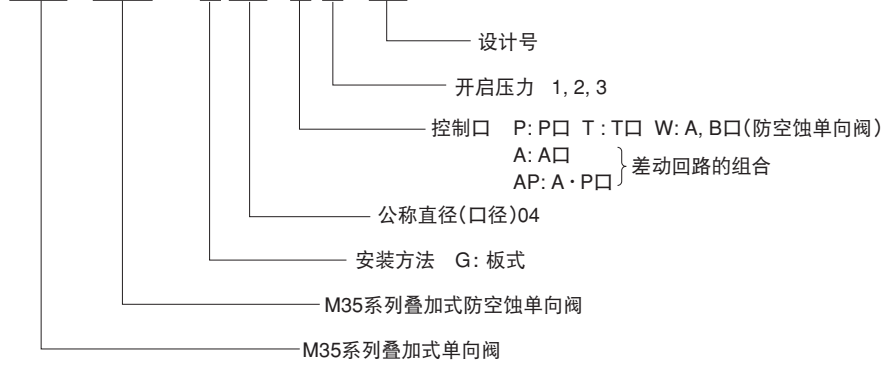 设计号
开启压力 1, 2, 3
控制口 P: P口 T : T口 W: A, B口(防空蚀单向阀)
A: A口
差动回路的组合
AP: A・P口
公称直径(口径)04
安装方法 G: 板式
M35系列叠加式防空蚀单向阀
M35系列叠加式单向阀